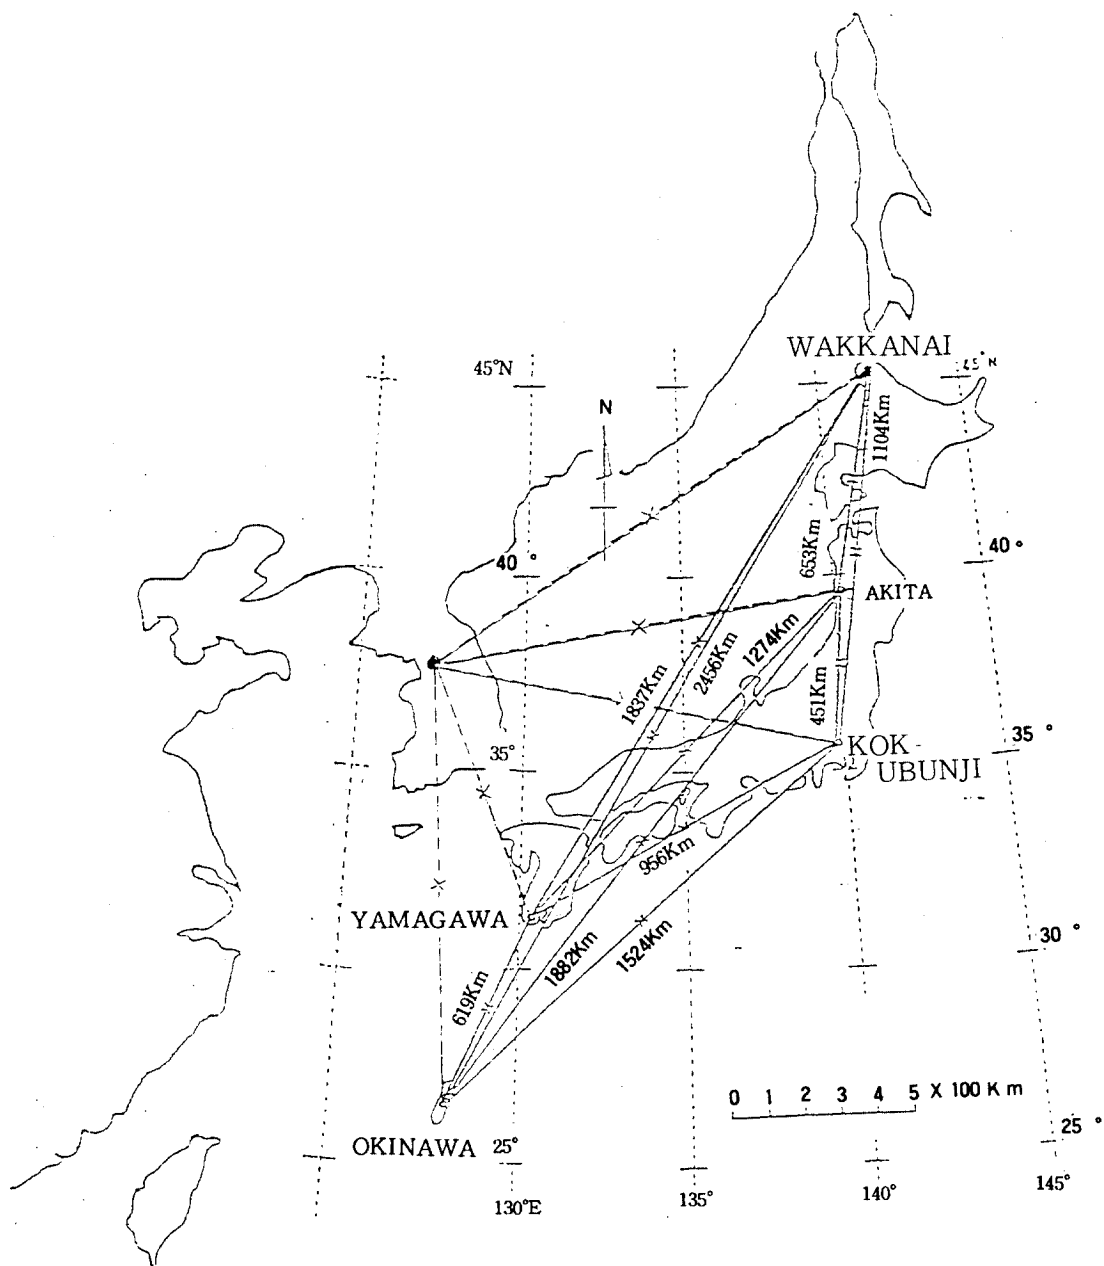 WAKKANAI
45°N
45°N
N
1104Km
653Km
40°
40°
AKITA
1274Km
2456Km
1837Km
451Km
35°
35°
KOK
UBUNJI
956Km
YAMAGAWA
30°
1882Km
1524Km
619Km
0 1 2 3 4 5 X 100 Km
OKINAWA
25°
25°
130°E
135°
140°
145°